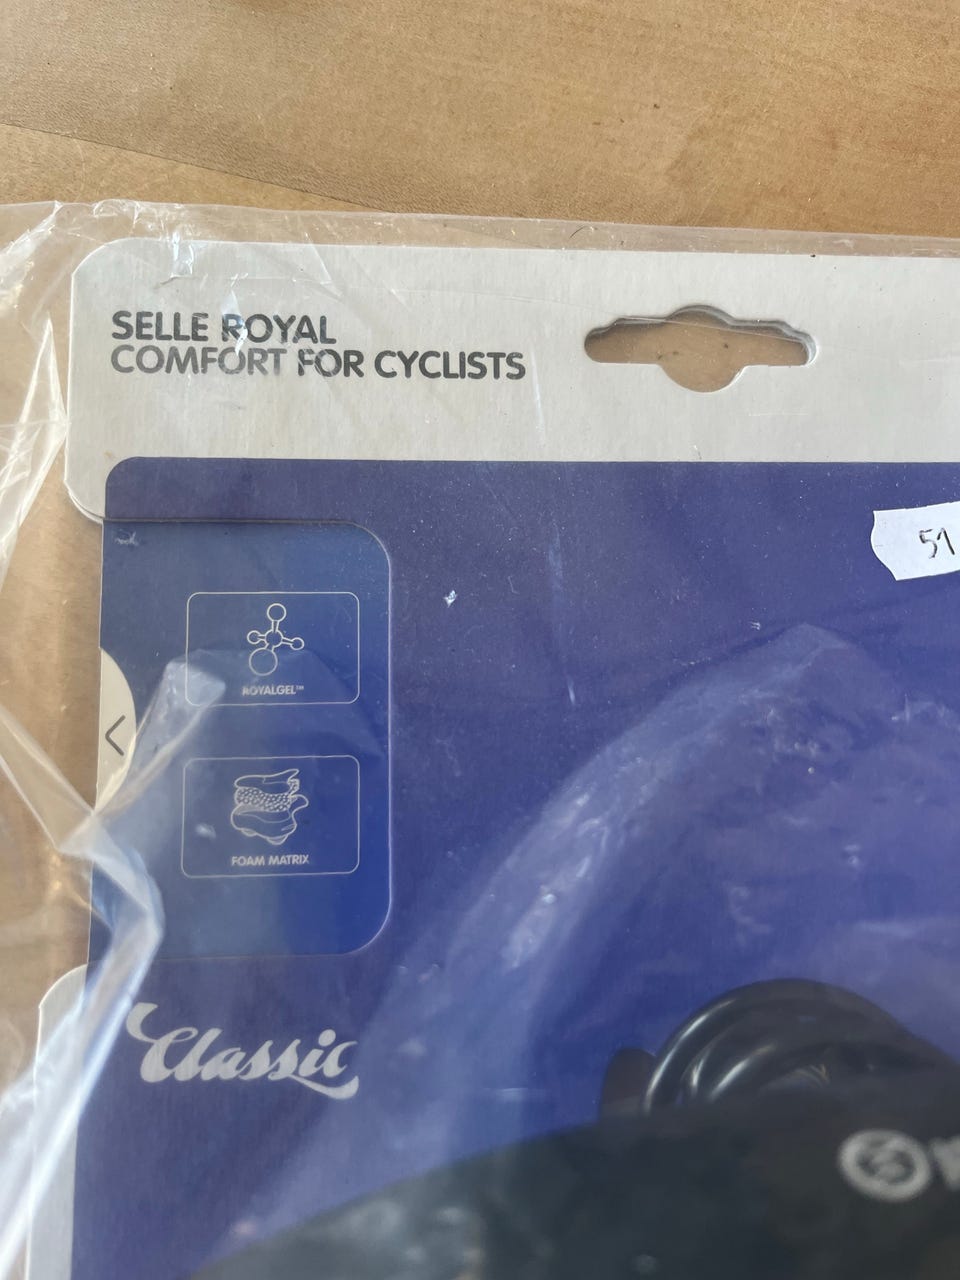 SELLE ROYAL
COMFORT FOR CYCLISTS
51
ROYALGEL™
FOAM MATRIX
Classic